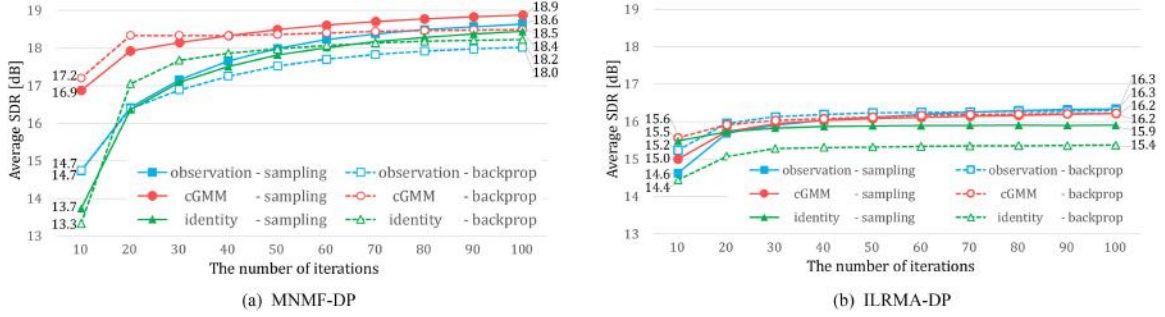 19
18
17
16
15
14
13
Average SDR [dB]
17.2
16.9
14.7
14.7
13.7
13.3
18.9
18.6
18.5
18.4
18.2
18.0
observation - sampling
observation - backprop
cGMM - sampling
cGMM - backprop
identity - sampling
identity - backprop
10 20 30 40 50 60 70 80 90 100
The number of iterations
(a) MNMF-DP
19
18
17
16
15
14
13
Average SDR [dB]
15.6
15.5
15.2
15.0
14.6
14.4
16.3
16.3
16.2
16.2
15.9
15.4
observation - sampling
observation - backprop
cGMM - sampling
cGMM - backprop
identity - sampling
identity - backprop
10 20 30 40 50 60 70 80 90 100
The number of iterations
(b) ILRMA-DP